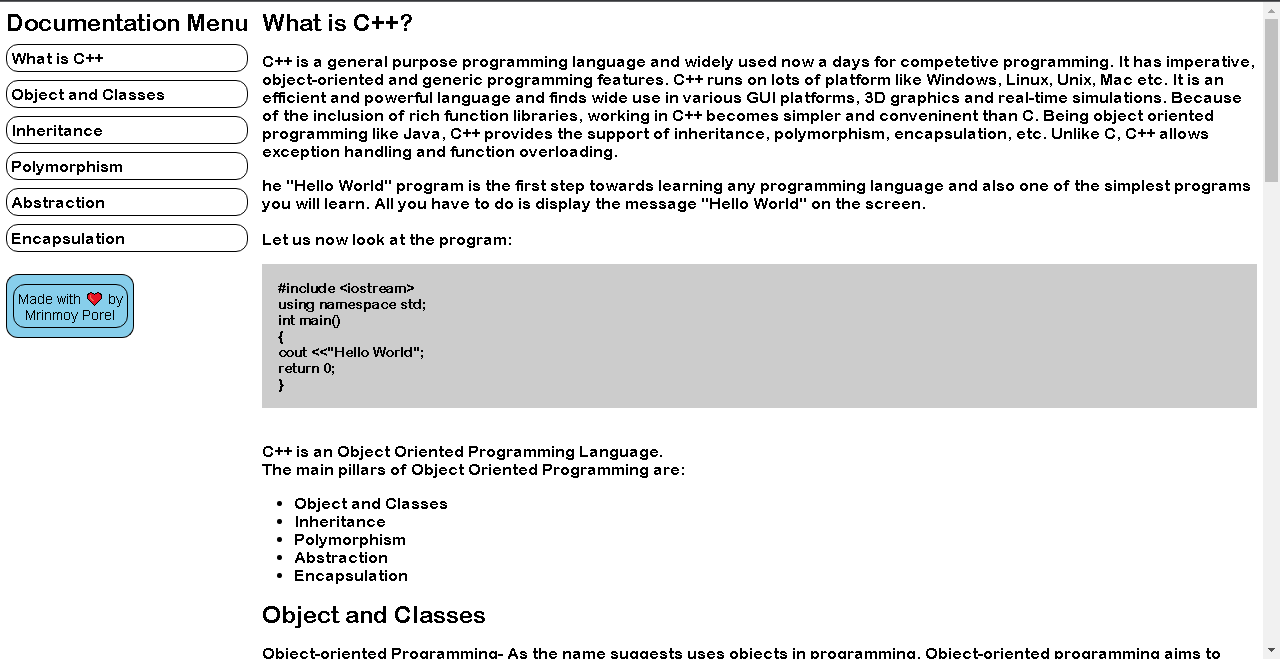 Documentation Menu
What is C++
Object and Classes
Inheritance
Polymorphism
Abstraction
Encapsulation
Made with ❤ by
Mrinmoy Porel
What is C++?
C++ is a general purpose programming language and widely used now a days for competetive programming. It has imperative,
object-oriented and generic programming features. C++ runs on lots of platform like Windows, Linux, Unix, Mac etc. It is an
efficient and powerful language and finds wide use in various GUI platforms, 3D graphics and real-time simulations. Because
of the inclusion of rich function libraries, working in C++ becomes simpler and conveninent than C. Being object oriented
programming like Java, C++ provides the support of inheritance, polymorphism, encapsulation, etc. Unlike C, C++ allows
exception handling and function overloading.
he "Hello World" program is the first step towards learning any programming language and also one of the simplest programs
you will learn. All you have to do is display the message "Hello World" on the screen.
Let us now look at the program:
#include <iostream>
using namespace std;
int main()
{
cout <<"Hello World";
return 0;
}
C++ is an Object Oriented Programming Language.
The main pillars of Object Oriented Programming are:
• Object and Classes
• Inheritance
• Polymorphism
• Abstraction
• Encapsulation
Object and Classes
Object-oriented Programming- As the name suggests uses objects in programming. Object-oriented programming aims to